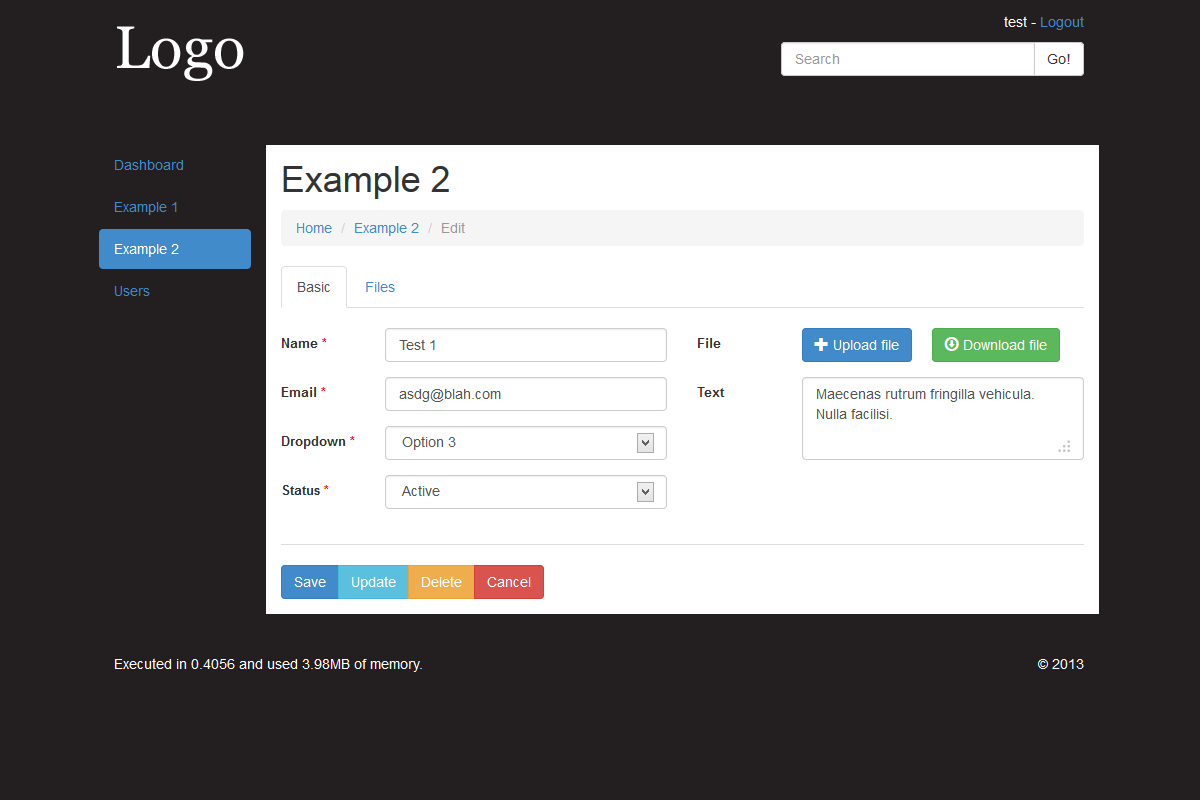 Logo
test - Logout
Search
Go!
Dashboard
Example 1
Example 2
Users
Example 2
Home / Example 2 / Edit
Basic
Files
Name *
Test 1
Email *
asdg@blah.com
Dropdown *
Option 3
Status *
Active
File
Upload file
Download file
Text
Maecenas rutrum fringilla vehicula.
Nulla facilisi.
Save
Update
Delete
Cancel
Executed in 0.4056 and used 3.98MB of memory.
© 2013